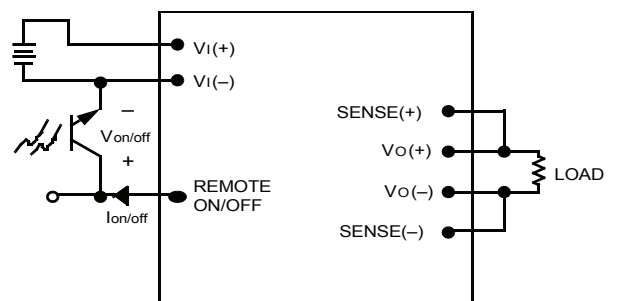 VI(+)
VI(–)
–
Von/off
+
REMOTE
ON/OFF
Ion/off
SENSE(+)
VO(+)
VO(–)
SENSE(–)
LOAD